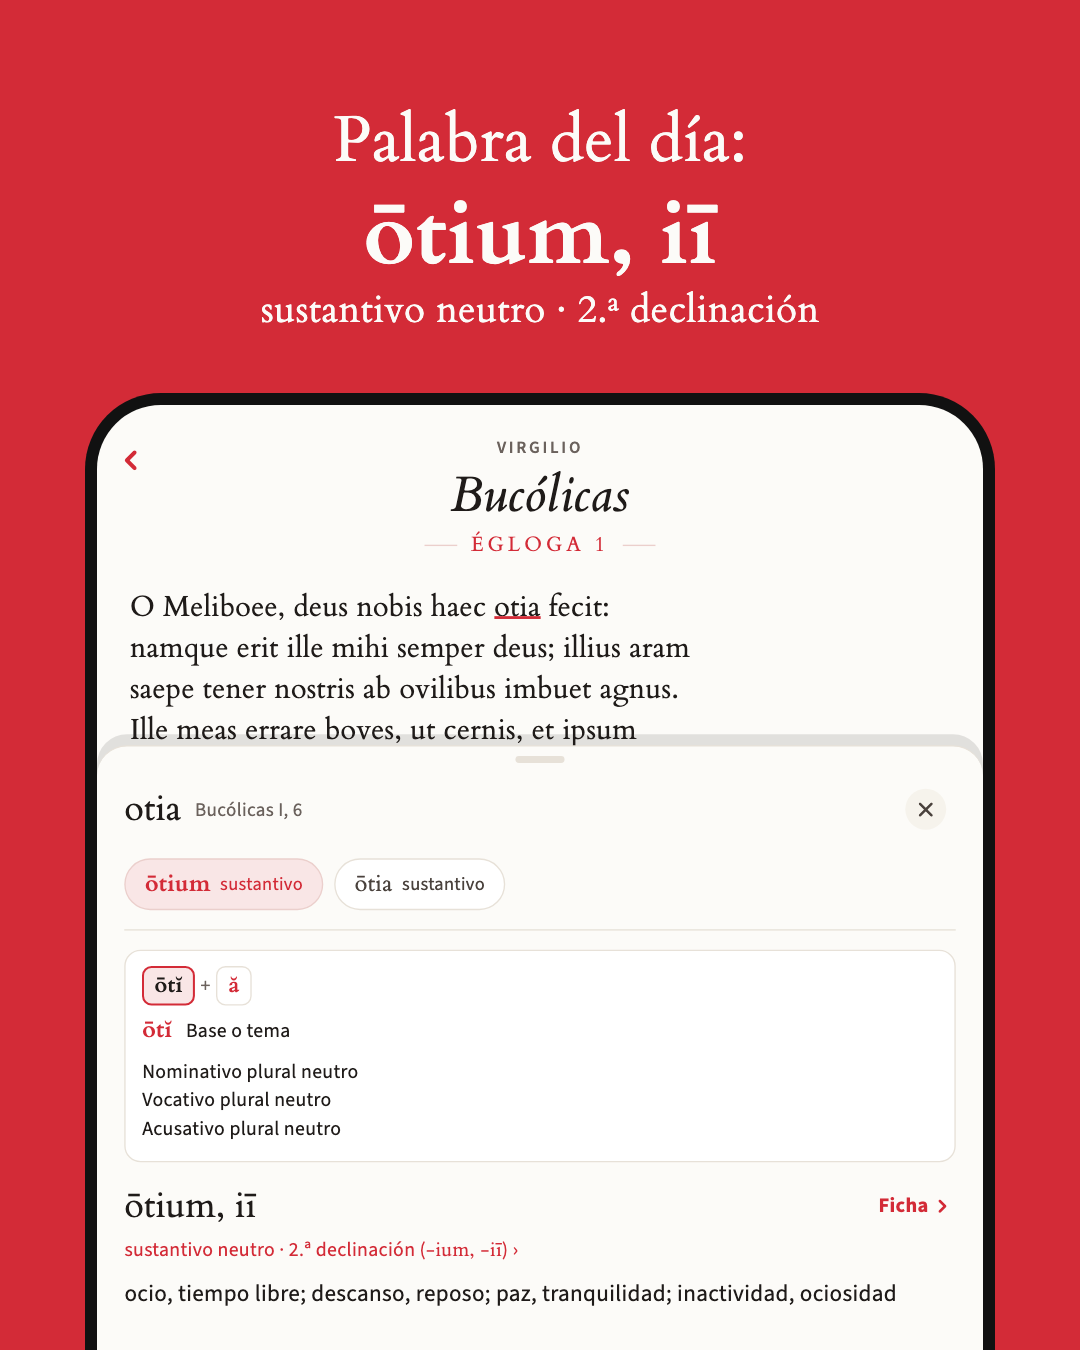 Palabra del día:
ōtium, iī
sustantivo neutro · 2.ª declinación
VIRGILIO
Bucólicas
ÉGLOGA 1
O Meliboee, deus nobis haec otia fecit:
namque erit ille mihi semper deus; illius aram
saepe tener nostris ab ovilibus imbuet agnus.
Ille meas errare boves, ut cernis, et ipsum
otia Bucólicas I, 6
ōtium sustantivo ōtia sustantivo
ōtĭ + ă
ōtĭ Base o tema
Nominativo plural neutro
Vocativo plural neutro
Acusativo plural neutro
ōtium, iī Ficha ›
sustantivo neutro · 2.ª declinación (–ium, –iī) ›
ocio, tiempo libre; descanso, reposo; paz, tranquilidad; inactividad, ociosidad